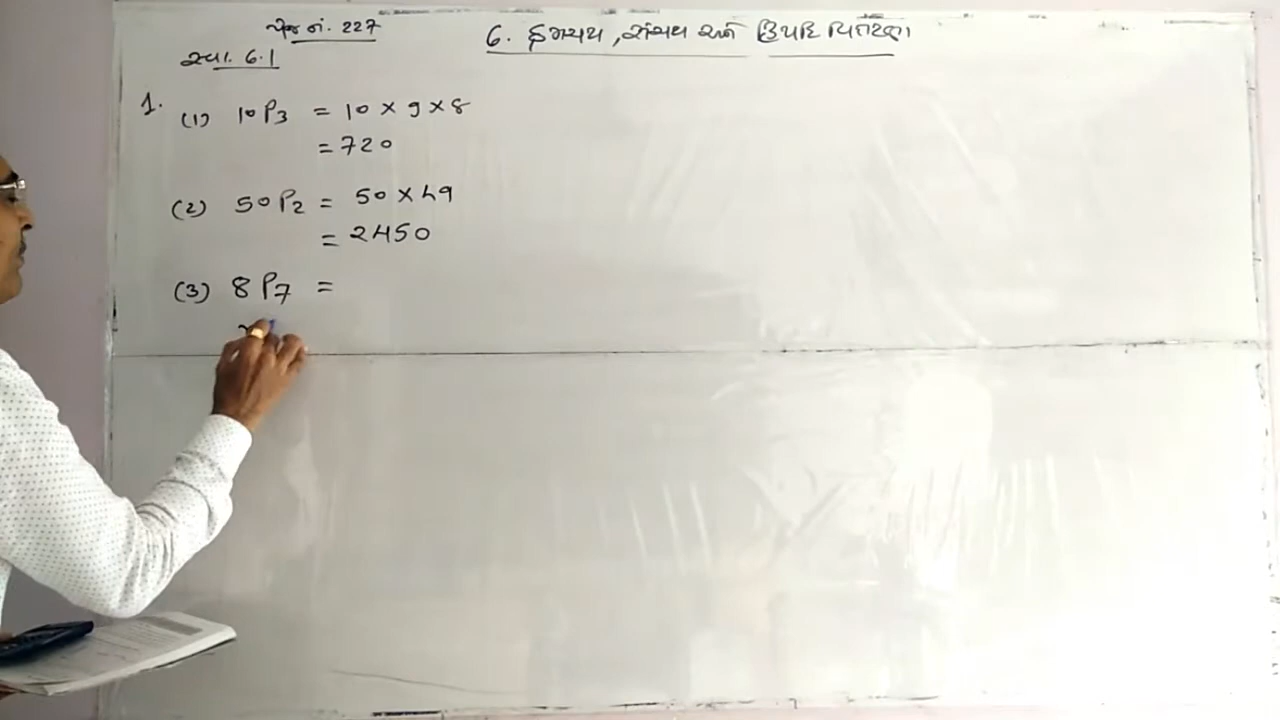 પેજ નં. 227
6. ક્રમચય, સંચય અને દ્વિપદી વિસ્તરણ
સ્વા. 6.1
1.
(1) 10P3 = 10 × 9 × 8
= 720
(2) 50P2 = 50 × 49
= 2450
(3) 8P7 =